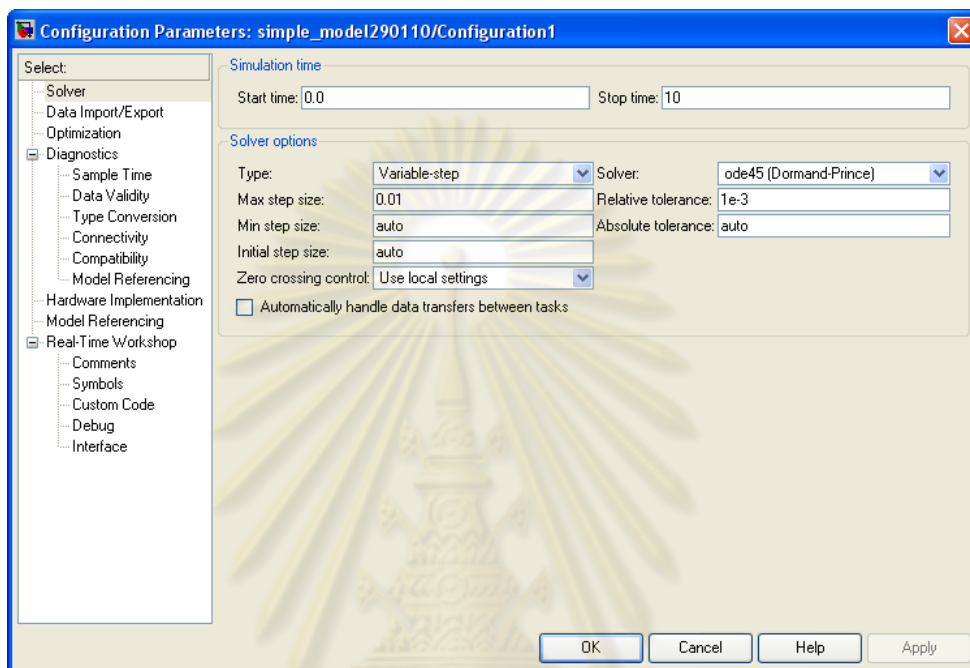 Configuration Parameters: simple_model290110/Configuration1
Select:
Solver
Data Import/Export
Optimization
Diagnostics
Sample Time
Data Validity
Type Conversion
Connectivity
Compatibility
Model Referencing
Hardware Implementation
Model Referencing
Real-Time Workshop
Comments
Symbols
Custom Code
Debug
Interface
Simulation time
Start time: 0.0 Stop time: 10
Solver options
Type: Variable-step Solver: ode45 (Dormand-Prince)
Max step size: 0.01 Relative tolerance: 1e-3
Min step size: auto Absolute tolerance: auto
Initial step size: auto
Zero crossing control: Use local settings
Automatically handle data transfers between tasks
OK Cancel Help Apply